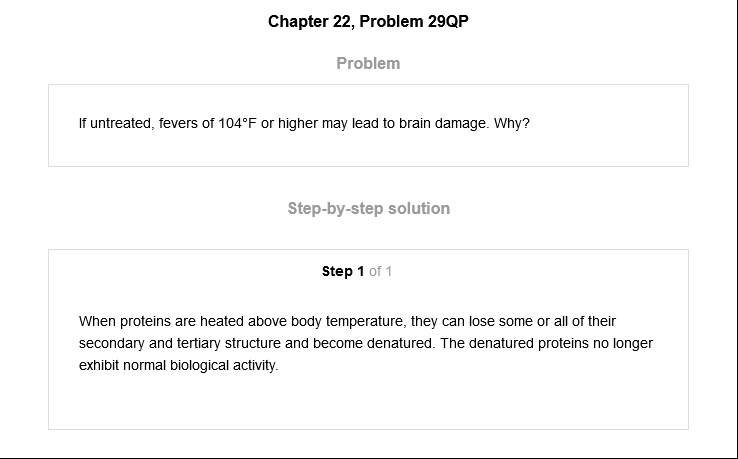 Chapter 22, Problem 29QP
Problem
If untreated, fevers of 104°F or higher may lead to brain damage. Why?
Step-by-step solution
Step 1 of 1
When proteins are heated above body temperature, they can lose some or all of their
secondary and tertiary structure and become denatured. The denatured proteins no longer
exhibit normal biological activity.